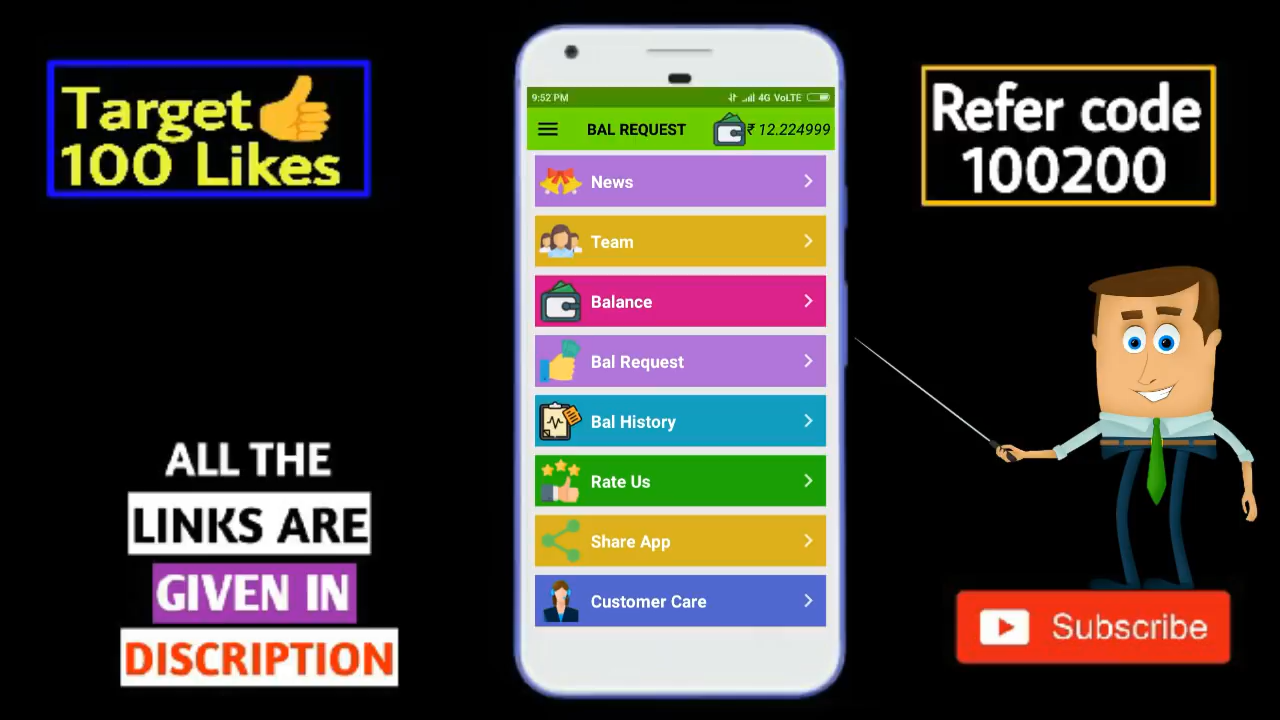 Target
100 Likes
9:52 PM
4G VoLTE
BAL REQUEST
₹ 12.224999
News
Team
Balance
Bal Request
Bal History
Rate Us
Share App
Customer Care
Refer code
100200
ALL THE
LINKS ARE
GIVEN IN
DISCRIPTION
Subscribe